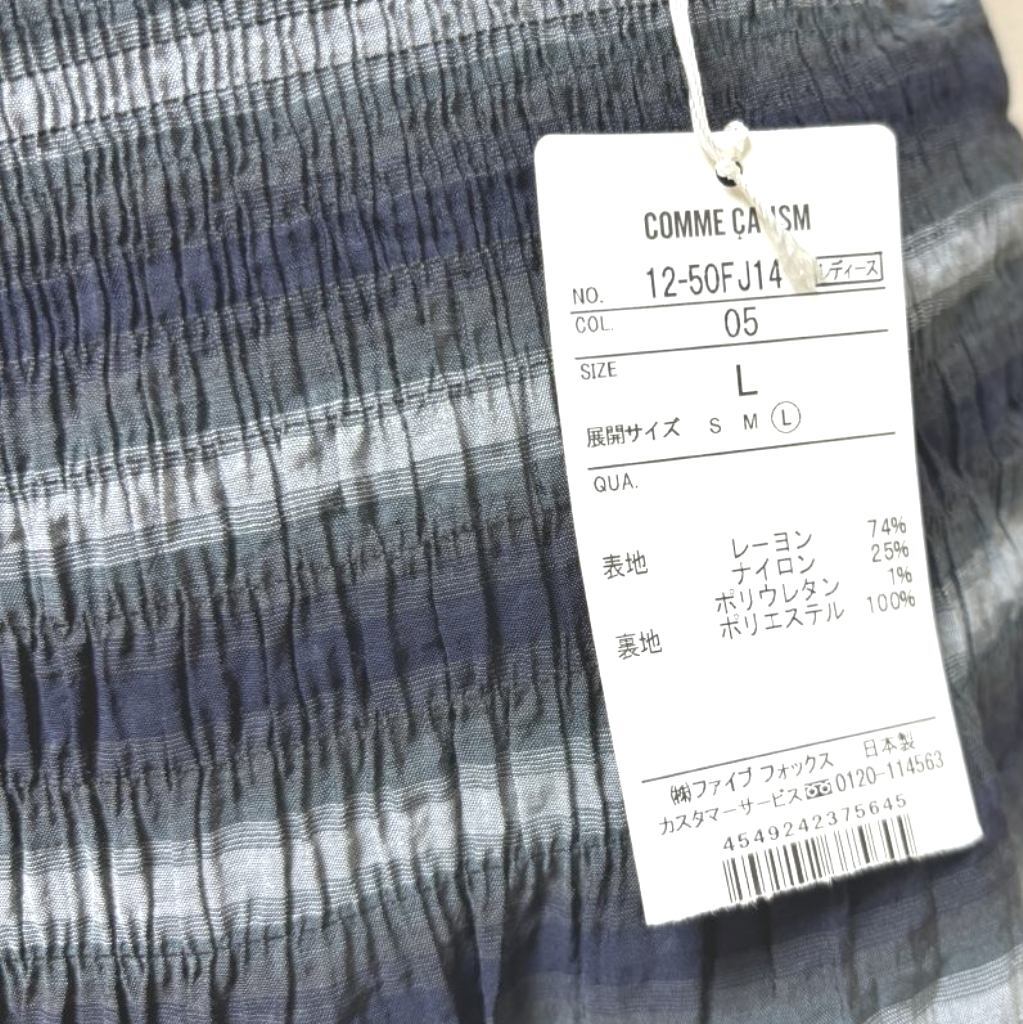 COMME ÇA ISM
NO. 12-50FJ14 レディース
COL. 05
SIZE L
展開サイズ S M Ⓛ
QUA.
表地 レーヨン 74%
ナイロン 25%
ポリウレタン 1%
裏地 ポリエステル 100%
㈱ファイブ フォックス 日本製
カスタマーサービス 0120-114563
4549242375645